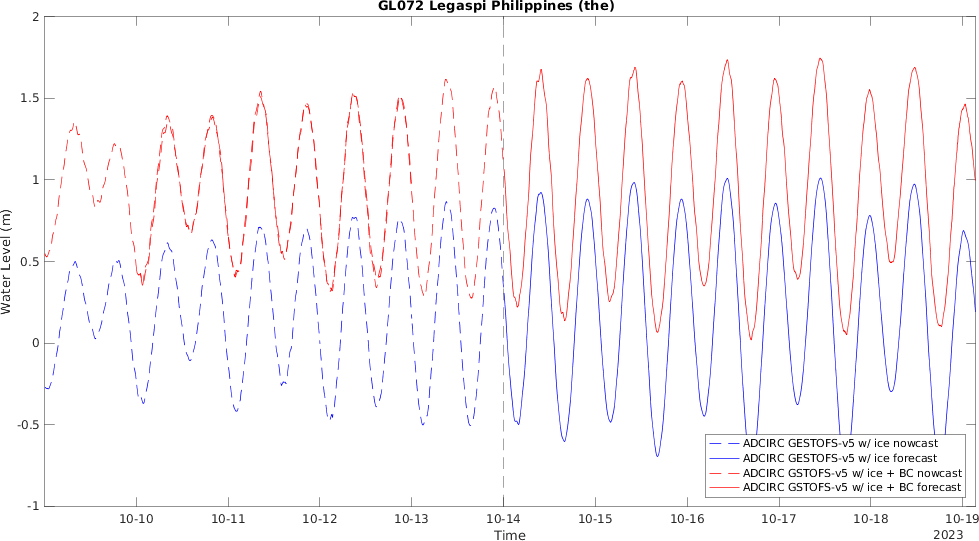 GL072 Legaspi Philippines (the)
2
1.5
1
0.5
0
-0.5
-1
Water Level (m)
ADCIRC GESTOFS-v5 w/ ice nowcast
ADCIRC GESTOFS-v5 w/ ice forecast
ADCIRC GSTOFS-v5 w/ ice + BC nowcast
ADCIRC GSTOFS-v5 w/ ice + BC forecast
10-10 10-11 10-12 10-13 10-14 10-15 10-16 10-17 10-18 10-19
Time
2023